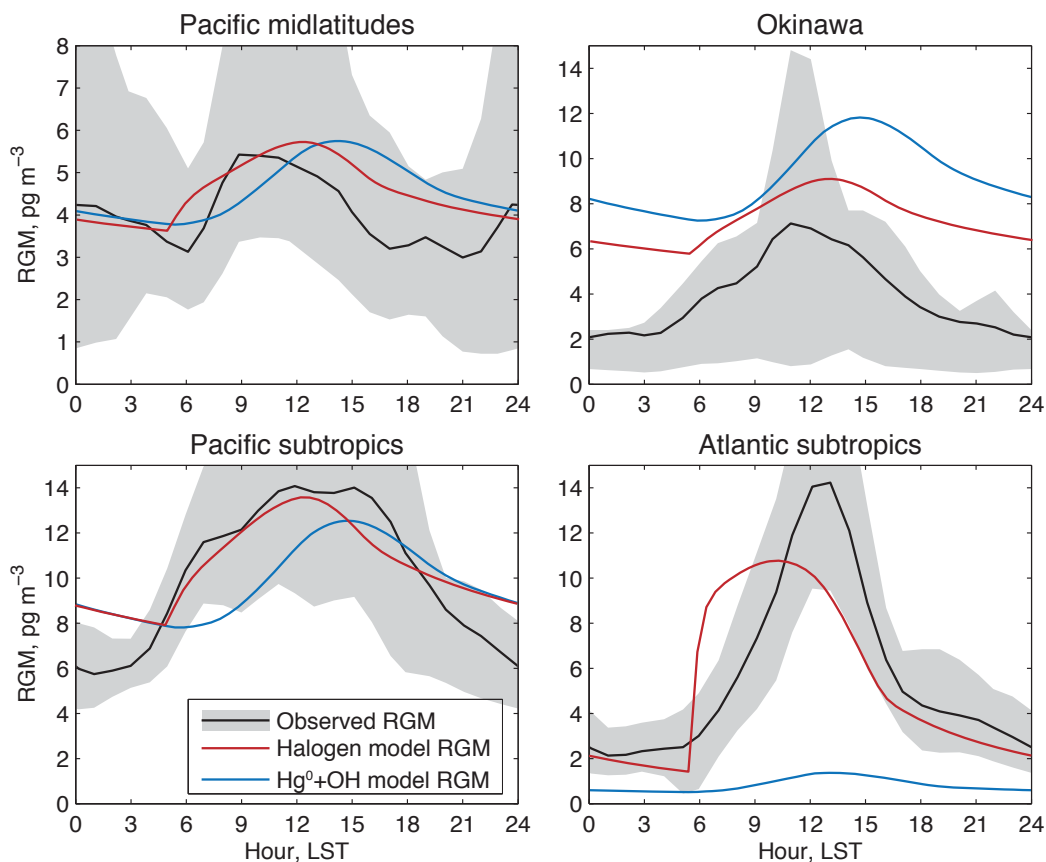 Pacific midlatitudes
RGM, pg m⁻³
8
7
6
5
4
3
2
1
0
0 3 6 9 12 15 18 21 24
Okinawa
14
12
10
8
6
4
2
0
0 3 6 9 12 15 18 21 24
Pacific subtropics
RGM, pg m⁻³
14
12
10
8
6
4
2
0
Observed RGM
Halogen model RGM
Hg⁰+OH model RGM
0 3 6 9 12 15 18 21 24
Hour, LST
Atlantic subtropics
14
12
10
8
6
4
2
0
0 3 6 9 12 15 18 21 24
Hour, LST